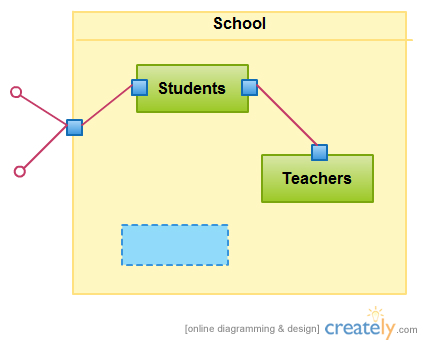 School
Students
Teachers
[online diagramming & design] creately.com